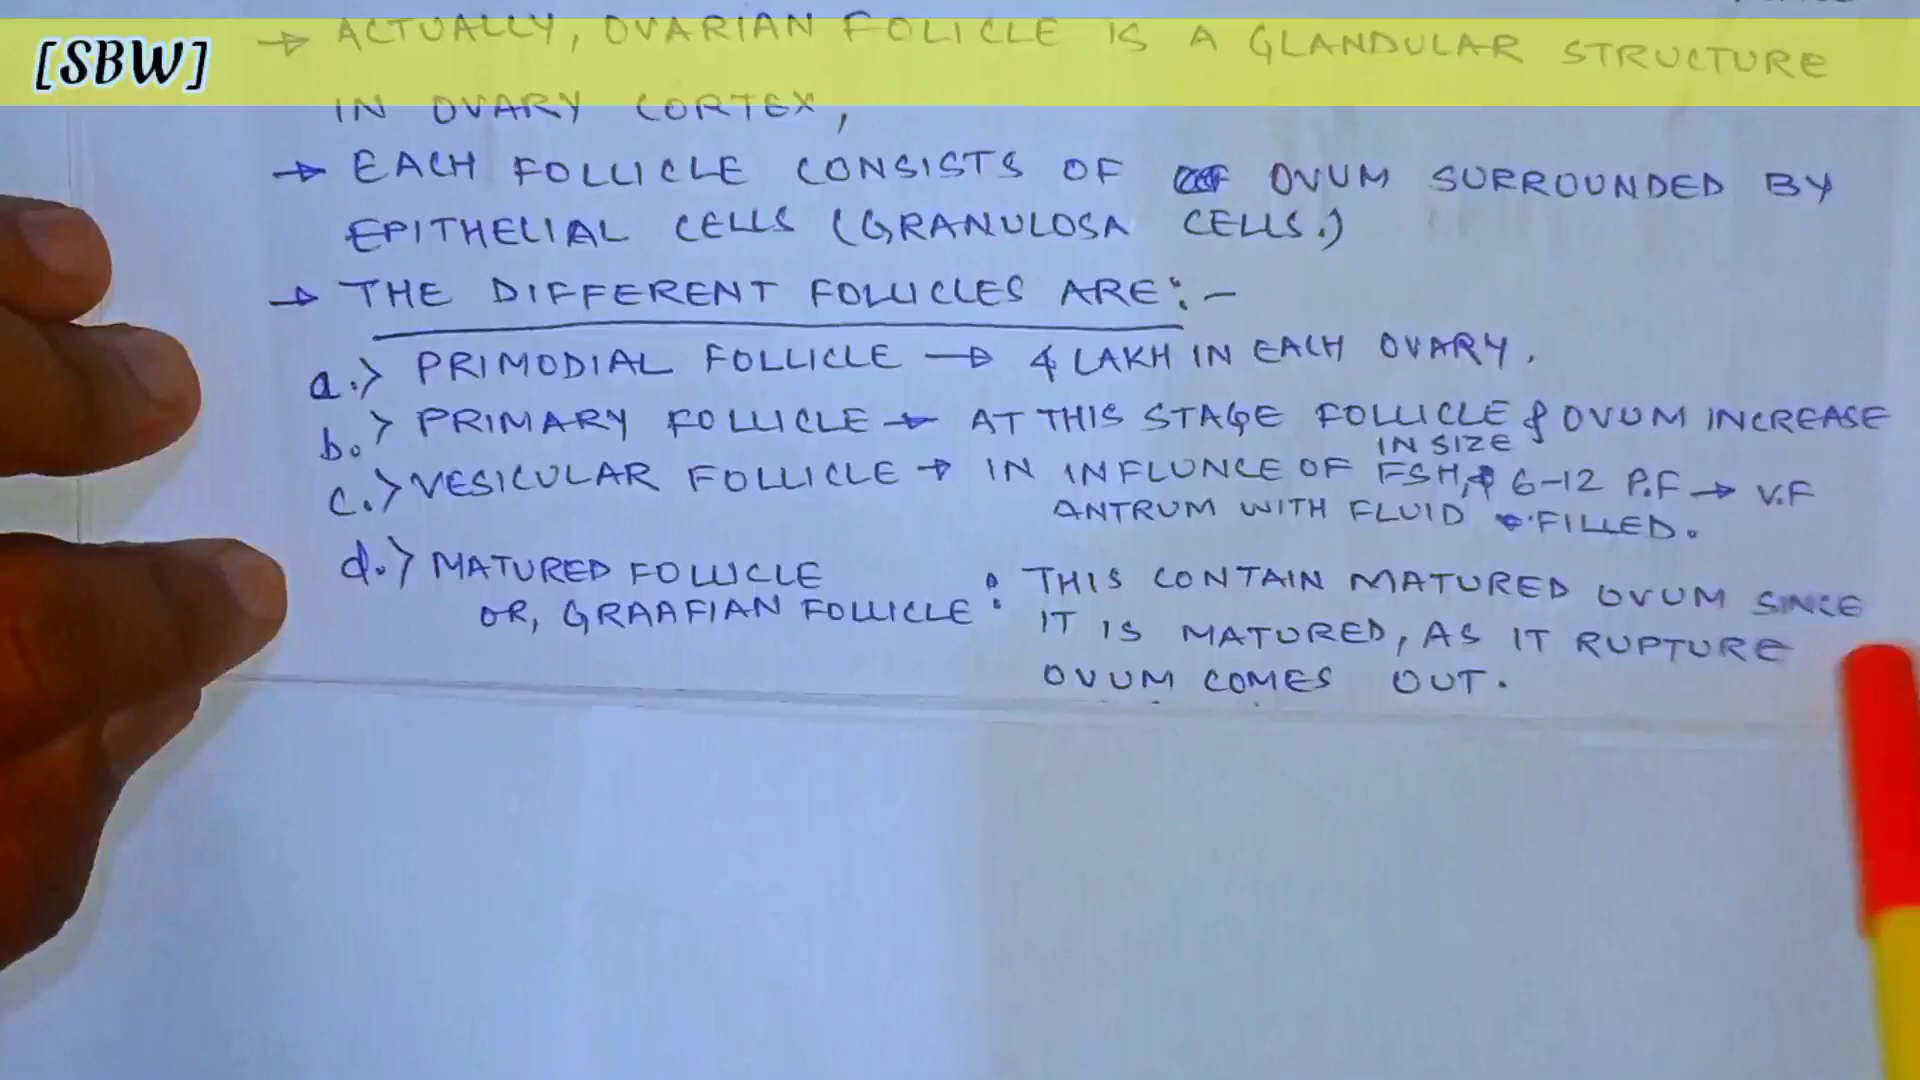 [SBW]
→ ACTUALLY, OVARIAN FOLICLE IS A GLANDULAR STRUCTURE
IN OVARY CORTEX,
→ EACH FOLLICLE CONSISTS OF OVUM SURROUNDED BY
EPITHELIAL CELLS (GRANULOSA CELLS.)
→ THE DIFFERENT FOLLICLES ARE:-
a.> PRIMODIAL FOLLICLE → 4 LAKH IN EACH OVARY.
b.> PRIMARY FOLLICLE → AT THIS STAGE FOLLICLE & OVUM INCREASE
IN SIZE
c.> VESICULAR FOLLICLE → IN INFLUNCE OF FSH, 6-12 P.F → V.F
ANTRUM WITH FLUID FILLED.
d.> MATURED FOLLICLE
OR, GRAAFIAN FOLLICLE : THIS CONTAIN MATURED OVUM SINCE
IT IS MATURED, AS IT RUPTURE
OVUM COMES OUT.